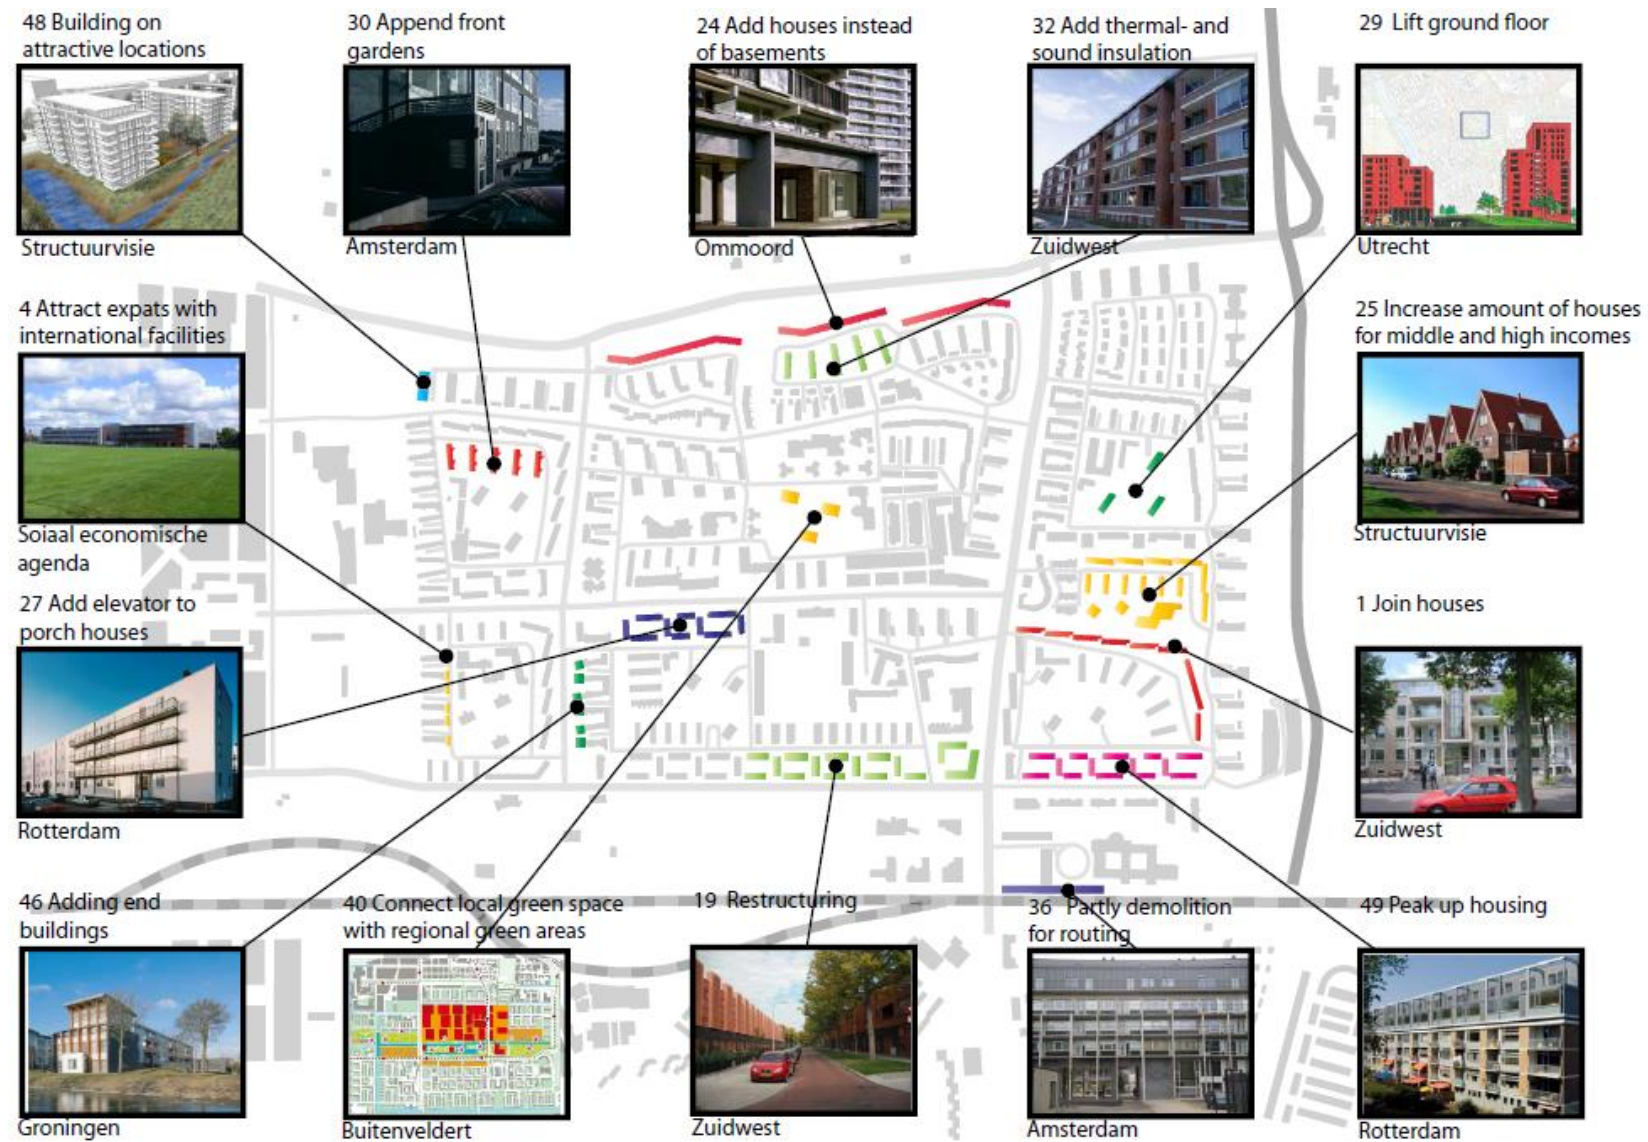 48 Building on
attractive locations
Structuurvisie
30 Append front
gardens
Amsterdam
24 Add houses instead
of basements
Ommoord
32 Add thermal- and
sound insulation
Zuidwest
29 Lift ground floor
Utrecht
4 Attract expats with
international facilities
Soiaal economische
agenda
25 Increase amount of houses
for middle and high incomes
Structuurvisie
27 Add elevator to
porch houses
Rotterdam
1 Join houses
Zuidwest
46 Adding end
buildings
Groningen
40 Connect local green space
with regional green areas
Buitenveldert
19 Restructuring
Zuidwest
36 Partly demolition
for routing
Amsterdam
49 Peak up housing
Rotterdam